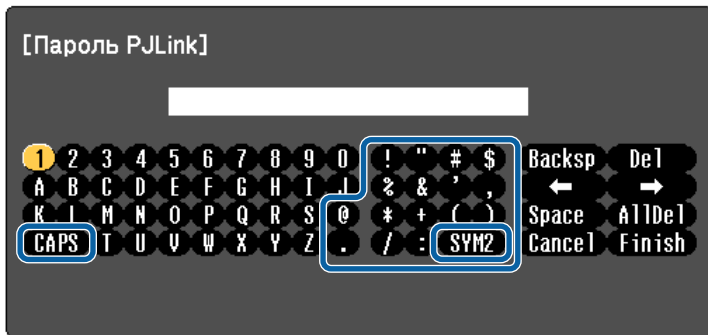 [Пароль PJLink]
1 2 3 4 5 6 7 8 9 0 ! " # $ Backsp Del
A B C D E F G H I J % & ' , ← →
K L M N O P Q R S @ * + ( ) Space AllDel
CAPS T U V W X Y Z . / : SYM2 Cancel Finish